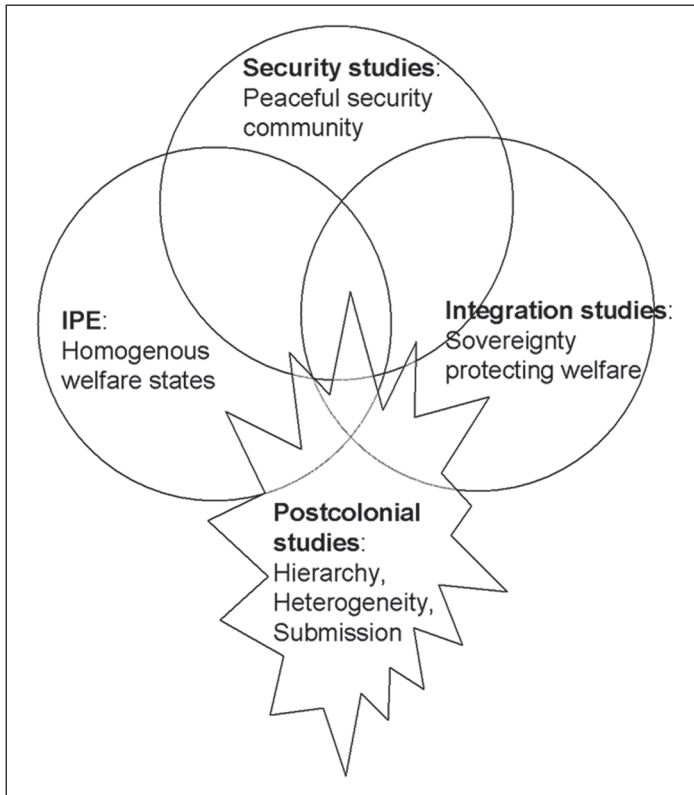 Security studies:
Peaceful security
community
IPE:
Homogenous
welfare states
Integration studies:
Sovereignty
protecting welfare
Postcolonial
studies:
Hierarchy,
Heterogeneity,
Submission